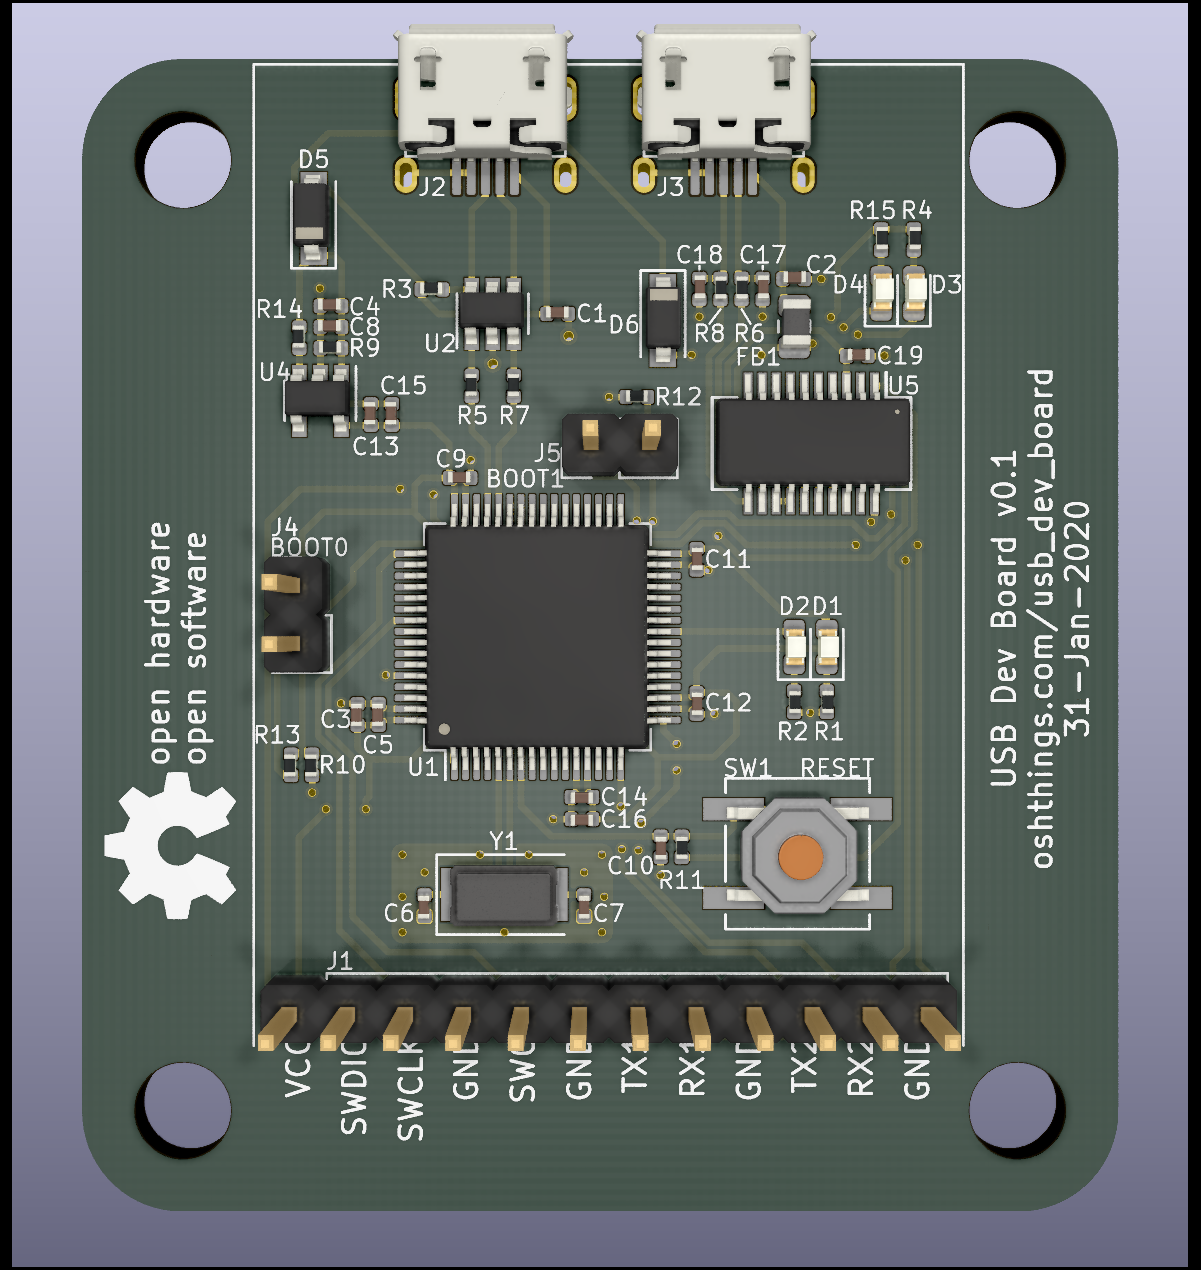 D5
J2
J3
R15 R4
C18
C17
C2
R3
D4
D3
R14
C4
C1
C8
R9
U2
D6
R8
R6
FB1
C19
U4
C15
R5
R7
R12
U5
C13
C9
J5
BOOT1
J4
BOOT0
C11
D2 D1
C12
C3
C5
R2 R1
R13
R10
U1
SW1 RESET
C14
C16
Y1
C10
R11
C6
C7
J1
VCC
SWDIO
SWCLK
GND
SWO
GND
TX1
RX1
GND
TX2
RX2
GND
open hardware
open software
USB Dev Board v0.1
oshthings.com/usb_dev_board
31-Jan-2020